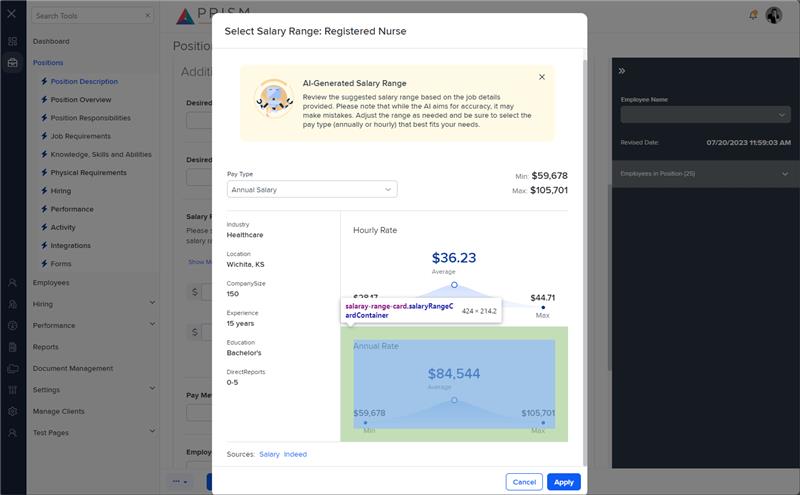 Search Tools
PRISM
Dashboard
Positions
Position Description
Position Overview
Position Responsibilities
Job Requirements
Knowledge, Skills and Abilities
Physical Requirements
Hiring
Performance
Activity
Integrations
Forms
Employees
Hiring
Performance
Reports
Document Management
Settings
Manage Clients
Test Pages
Position
Additi
Desired
Desired
Salary R
Please s
salary ra
Show Mo
$
$
Pay Met
Employ
Select Salary Range: Registered Nurse
AI-Generated Salary Range
Review the suggested salary range based on the job details
provided. Please note that while the AI aims for accuracy, it may
make mistakes. Adjust the range as needed and be sure to select the
pay type (annually or hourly) that best fits your needs.
Pay Type
Annual Salary
Min: $59,678
Max: $105,701
Industry
Healthcare
Location
Wichita, KS
CompanySize
150
Experience
15 years
Education
Bachelor's
DirectReports
0-5
Hourly Rate
$36.23
Average
$44.71
Max
salaray-range-card.salaryRangeC
ardContainer
424 × 214.2
Annual Rate
$84,544
Average
$59,678
Min
$105,701
Max
Sources: Salary Indeed
Cancel
Apply
Employee Name
Revised Date: 07/20/2023 11:59:03 AM
Employees in Position (25)